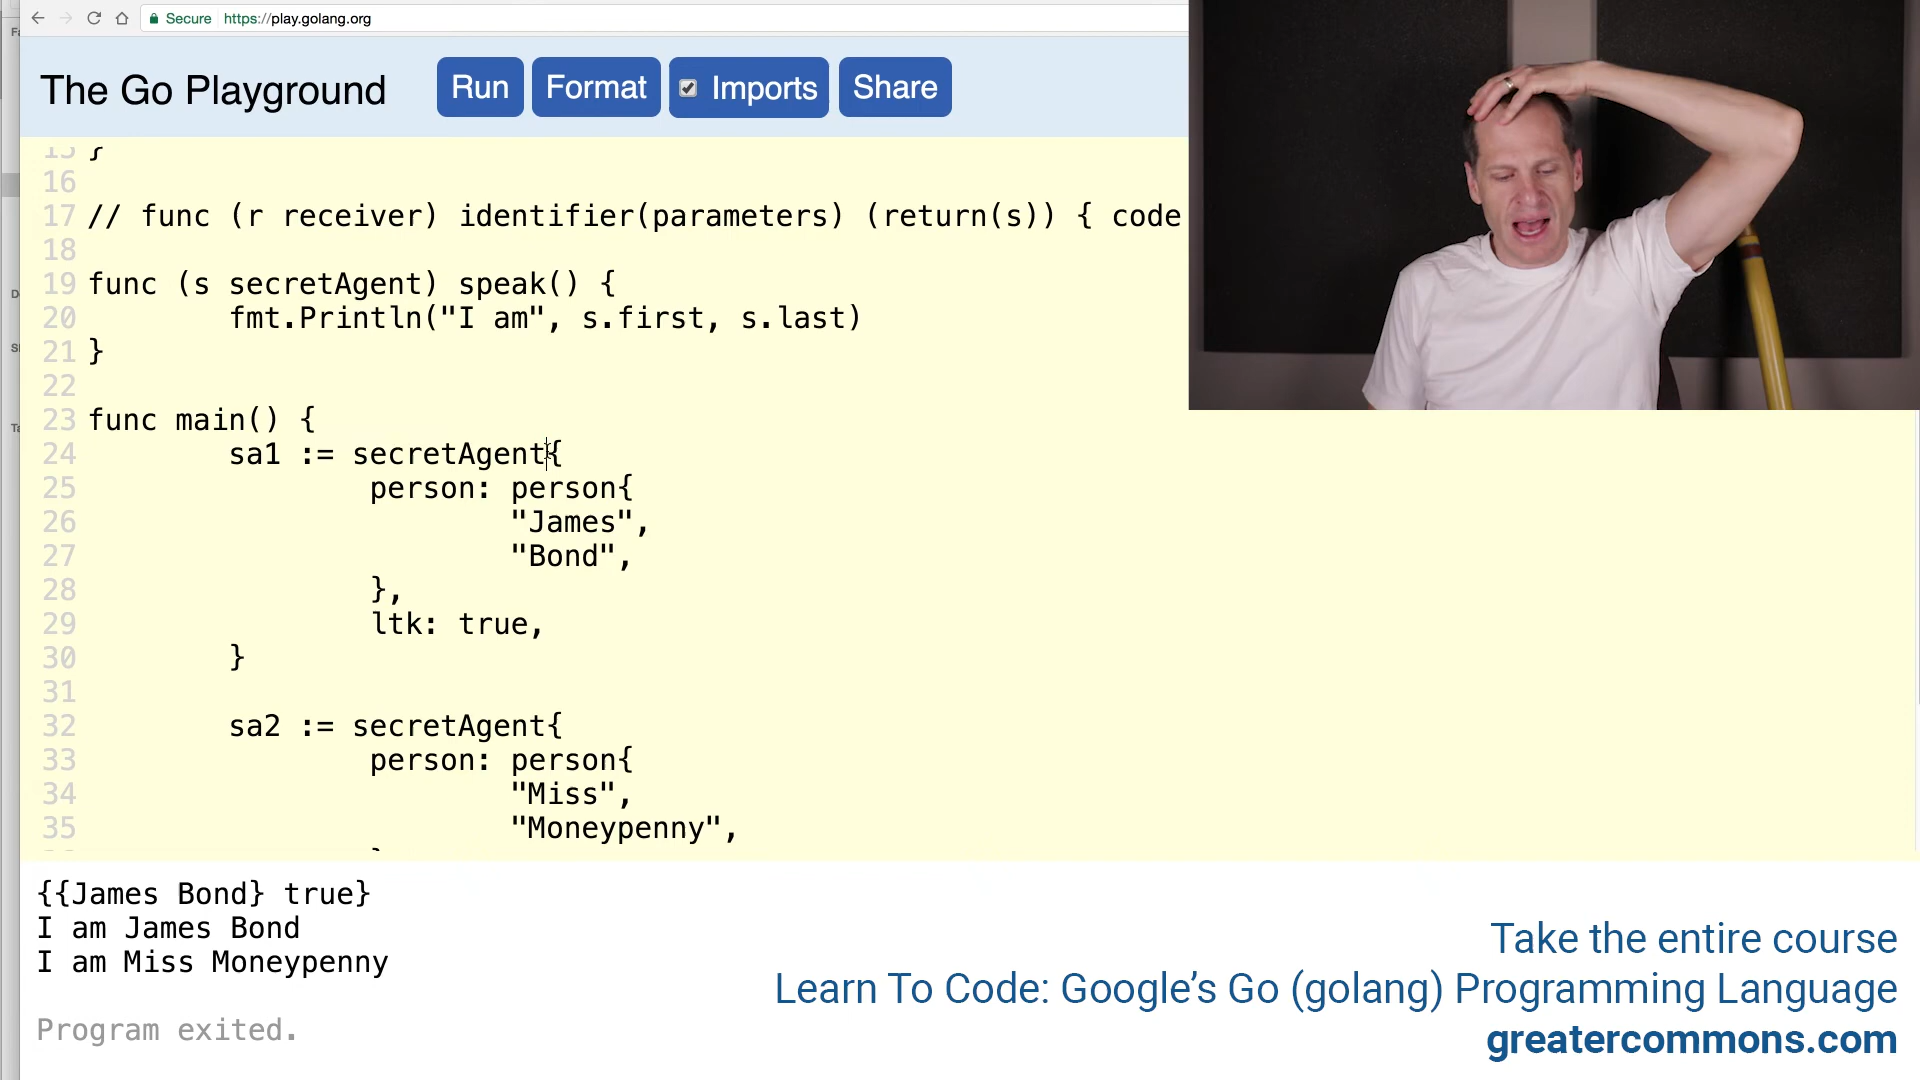 Secure https://play.golang.org
The Go Playground Run Format Imports Share
15 }
16
17 // func (r receiver) identifier(parameters) (return(s)) { code
18
19 func (s secretAgent) speak() {
20 fmt.Println("I am", s.first, s.last)
21 }
22
23 func main() {
24 sa1 := secretAgent{
25 person: person{
26 "James",
27 "Bond",
28 },
29 ltk: true,
30 }
31
32 sa2 := secretAgent{
33 person: person{
34 "Miss",
35 "Moneypenny",
{{James Bond} true}
I am James Bond
I am Miss Moneypenny
Program exited.
Take the entire course
Learn To Code: Google’s Go (golang) Programming Language
greatercommons.com